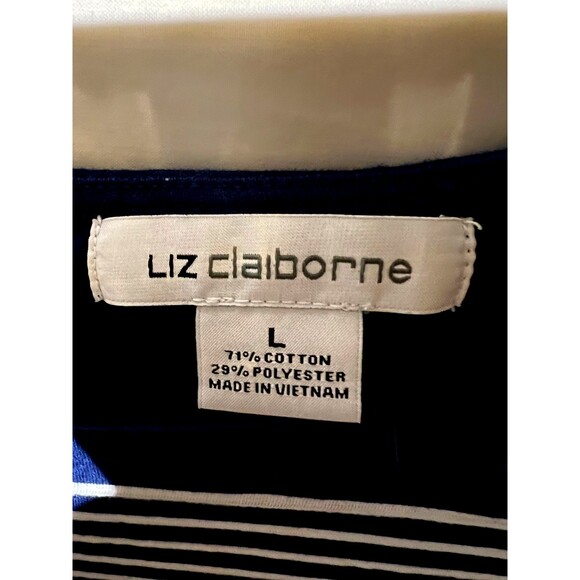 LIZ claiborne
L
71% COTTON
29% POLYESTER
MADE IN VIETNAM